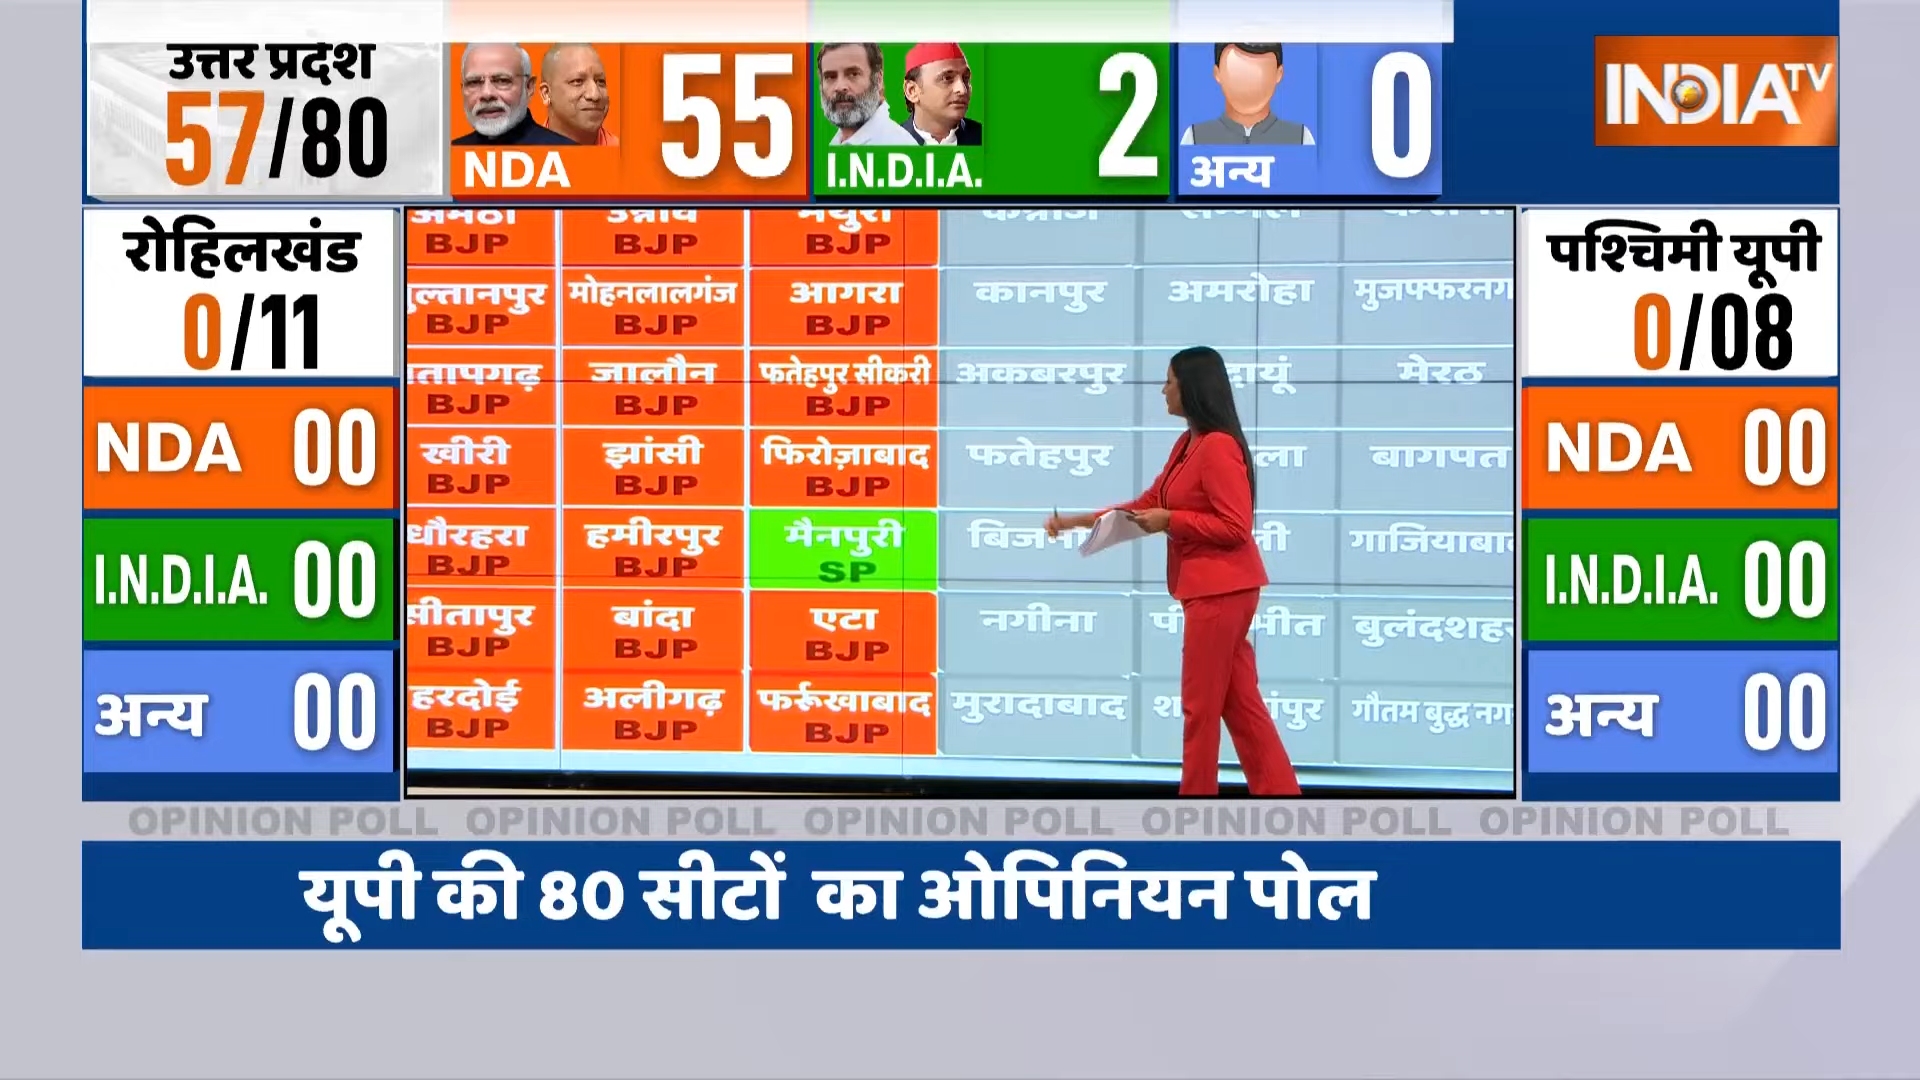 उत्तर प्रदेश
57/80
NDA
55
I.N.D.I.A.
2
अन्य
0
INDIA TV
रोहिलखंड
0/11
NDA 00
I.N.D.I.A. 00
अन्य 00
BJP BJP BJP
मोहनलालगंज आगरा कानपुर अमरोहा
BJP BJP BJP
जालौन फतेहपुर सीकरी अकबरपुर मेरठ
BJP BJP BJP
खीरी झांसी फिरोज़ाबाद फतेहपुर बागपत
BJP BJP BJP
धौरहरा हमीरपुर मैनपुरी
BJP BJP SP
सीतापुर बांदा एटा नगीना
BJP BJP BJP
हरदोई अलीगढ़ फर्रूखाबाद मुरादाबाद
BJP BJP BJP
पश्चिमी यूपी
0/08
NDA 00
I.N.D.I.A. 00
अन्य 00
OPINION POLL OPINION POLL OPINION POLL OPINION POLL OPINION POLL
यूपी की 80 सीटों का ओपिनियन पोल